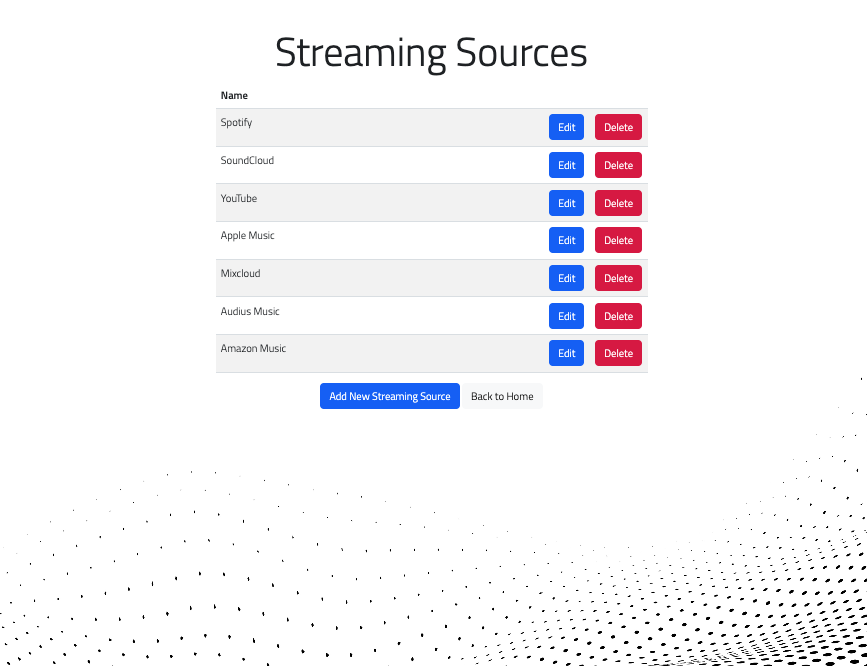 Streaming Sources
Name
Spotify Edit Delete
SoundCloud Edit Delete
YouTube Edit Delete
Apple Music Edit Delete
Mixcloud Edit Delete
Audius Music Edit Delete
Amazon Music Edit Delete
Add New Streaming Source Back to Home